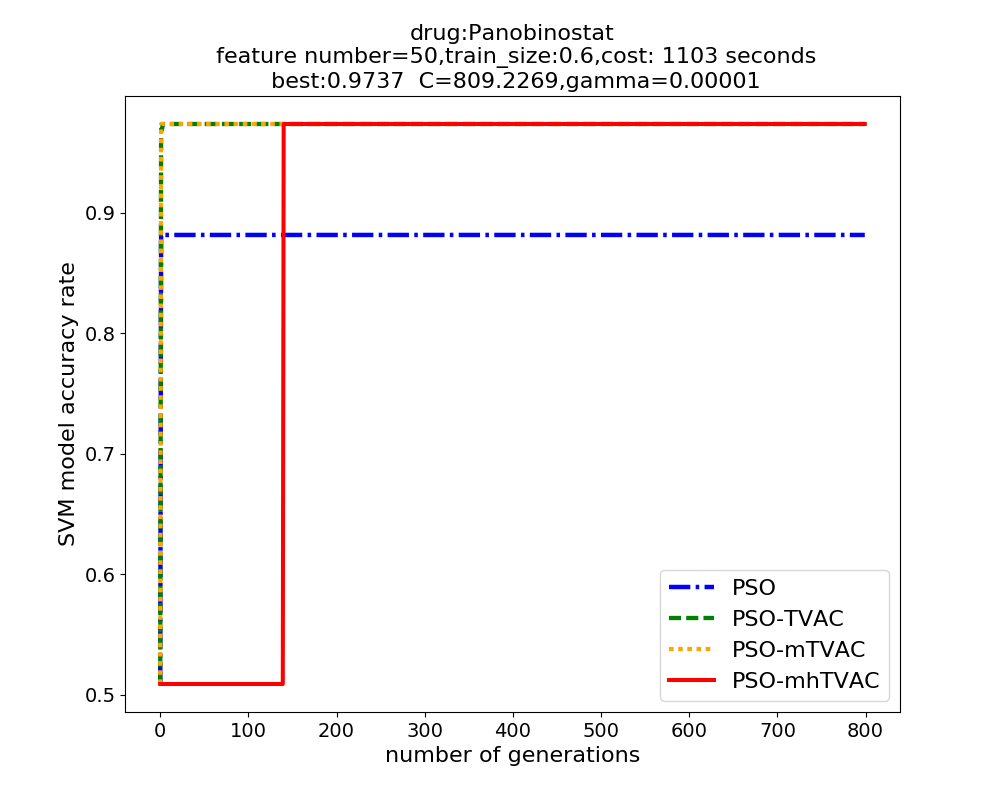 drug:Panobinostat
feature number=50,train_size:0.6,cost: 1103 seconds
best:0.9737  C=809.2269,gamma=0.00001
0.9
0.8
0.7
0.6
0.5
SVM model accuracy rate
PSO
PSO-TVAC
PSO-mTVAC
PSO-mhTVAC
0 100 200 300 400 500 600 700 800
number of generations